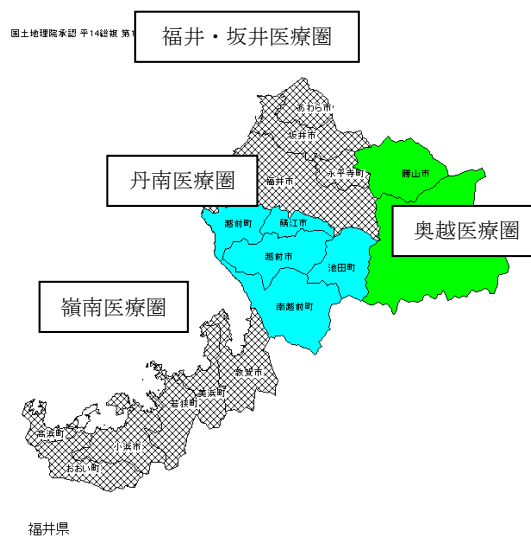 国土地理院承認 平14総複 第1
福井・坂井医療圏
あわら市
坂井市
永平寺町
勝山市
福井市
丹南医療圏
越前町
鯖江市
奥越医療圏
越前市
池田町
嶺南医療圏
南越前町
敦賀市
美浜町
若狭町
高浜町
小浜市
おおい町
福井県